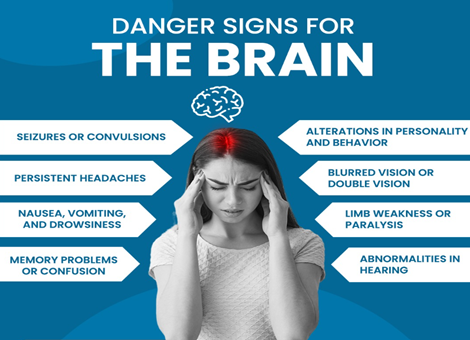 DANGER SIGNS FOR
THE BRAIN
SEIZURES OR CONVULSIONS
PERSISTENT HEADACHES
NAUSEA, VOMITING,
AND DROWSINESS
MEMORY PROBLEMS
OR CONFUSION
ALTERATIONS IN PERSONALITY
AND BEHAVIOR
BLURRED VISION OR
DOUBLE VISION
LIMB WEAKNESS OR
PARALYSIS
ABNORMALITIES IN
HEARING